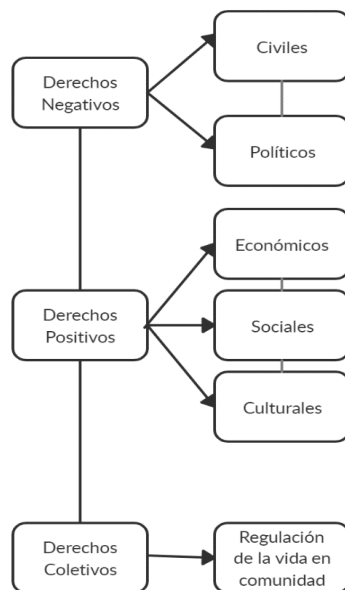 Derechos
Negativos
Civiles
Políticos
Derechos
Positivos
Económicos
Sociales
Culturales
Derechos
Coletivos
Regulación
de la vida en
comunidad